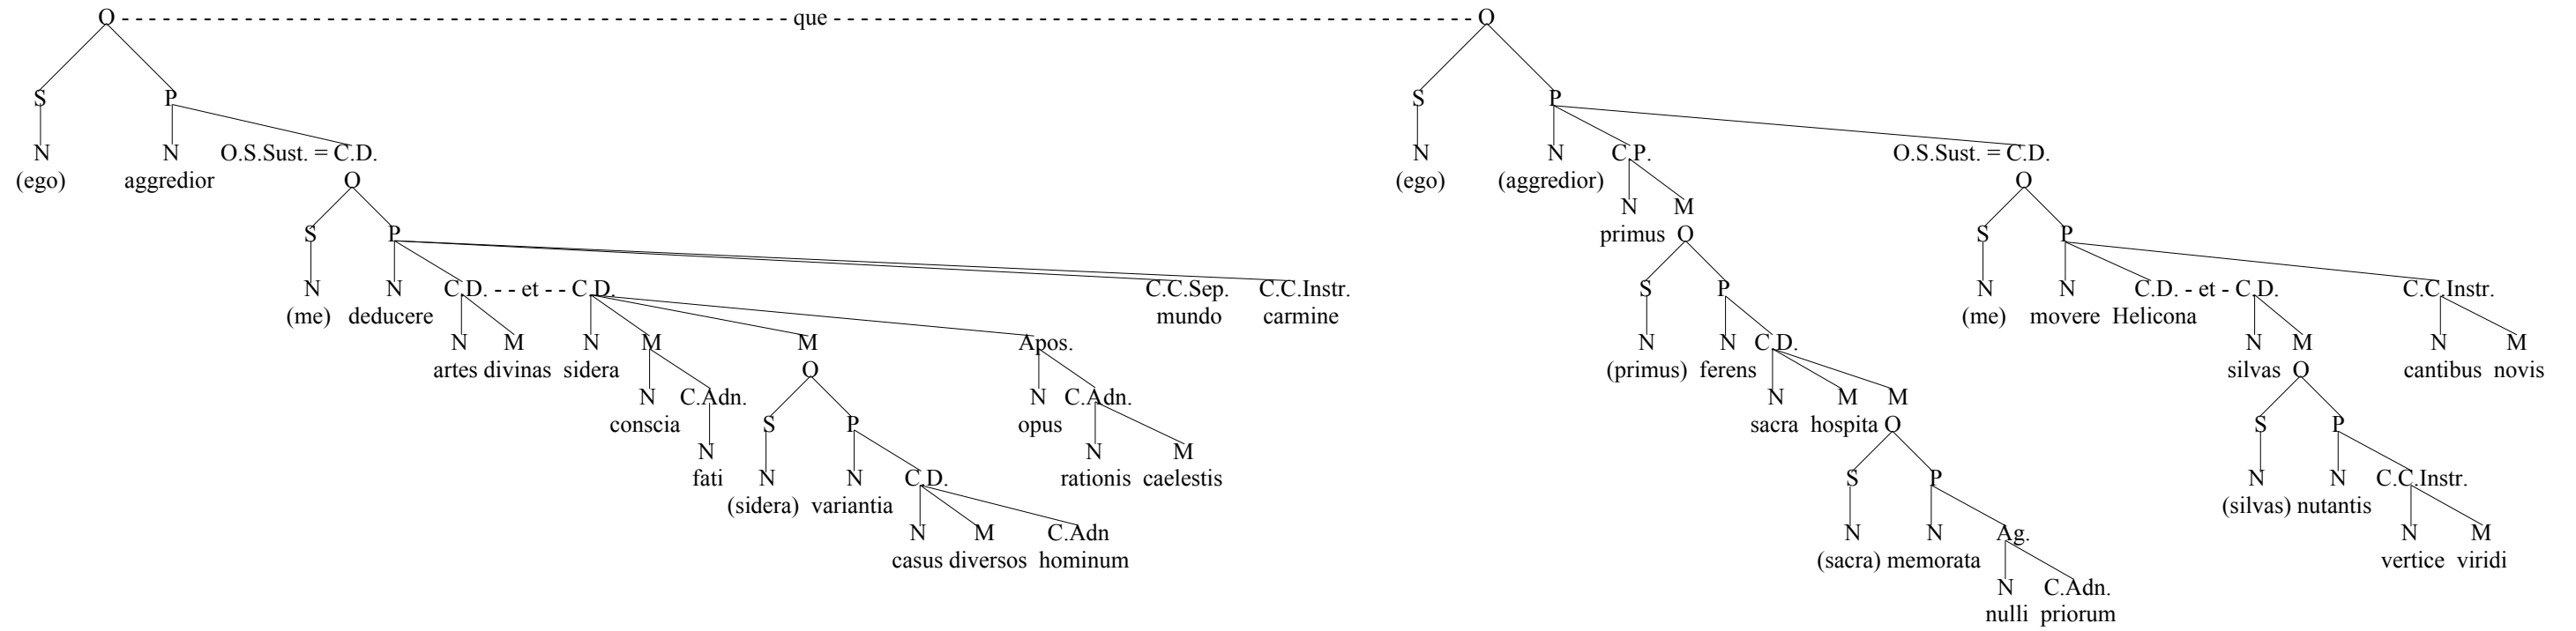 O - - - - - - - - - - - - - - - - - - - - - - - - que - - - - - - - - - - - - - - - - - - - - - - - - O
S P S P
N N O.S.Sust. = C.D. N N C.P. O.S.Sust. = C.D.
(ego) aggredior O (ego) (aggredior) O
N M
S P primus O S P
N N C.D. - - et - - C.D. C.C.Sep. C.C.Instr. S P N N C.D. - et - C.D. C.C.Instr.
(me) deducere mundo carmine (me) movere Helicona
N M N M M Apos. N N C.D. N M N M
artes divinas sidera O (primus) ferens silvas O cantibus novis
N C.Adn. N C.Adn. N M M
conscia S P opus sacra hospita O S P
N N M
fati N N C.D. rationis caelestis S P N N C.C.Instr.
(sidera) variantia (silvas) nutantis
N M C.Adn N N Ag. N M
casus diversos hominum (sacra) memorata vertice viridi
N C.Adn.
nulli priorum